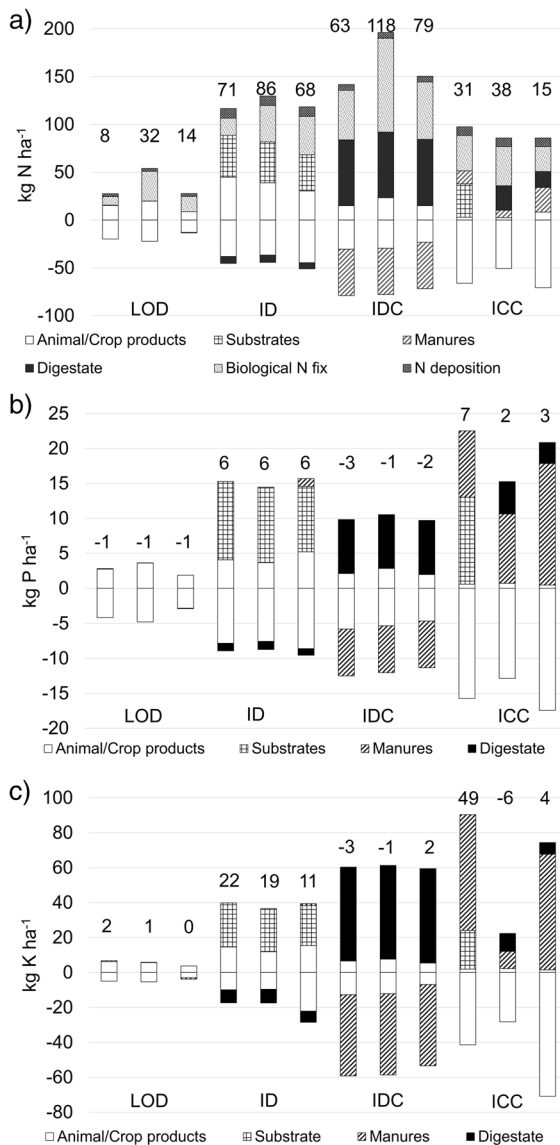 a)
200
150
100
50
0
-50
-100
kg N ha⁻¹
8 32 14 71 86 68 63 118 79 31 38 15
LOD ID IDC ICC
Animal/Crop products Substrates Manures
Digestate Biological N fix N deposition
b)
25
20
15
10
5
0
-5
-10
-15
-20
kg P ha⁻¹
-1 -1 -1 6 6 6 -3 -1 -2 7 2 3
LOD ID IDC ICC
Animal/Crop products Substrates Manures Digestate
c)
100
80
60
40
20
0
-20
-40
-60
-80
kg K ha⁻¹
2 1 0 22 19 11 -3 -1 2 49 -6 4
LOD ID IDC ICC
Animal/Crop products Substrate Manures Digestate